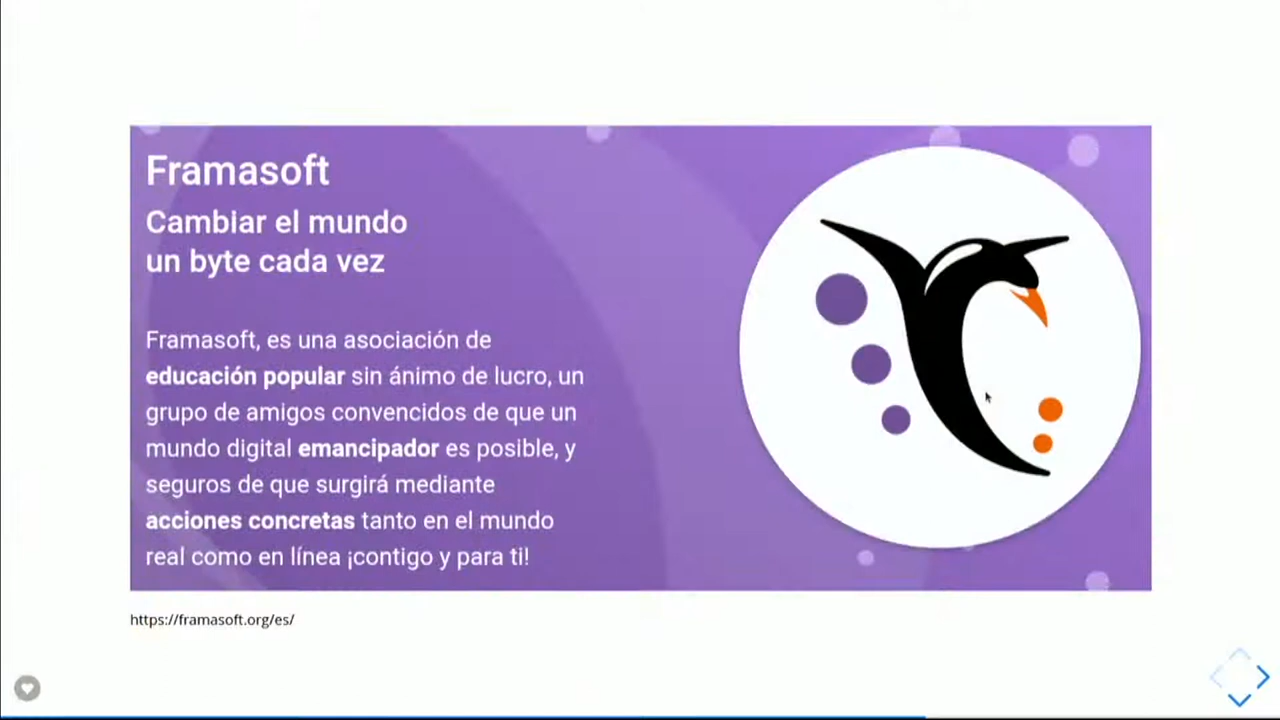 Framasoft
Cambiar el mundo
un byte cada vez
Framasoft, es una asociación de
educación popular sin ánimo de lucro, un
grupo de amigos convencidos de que un
mundo digital emancipador es posible, y
seguros de que surgirá mediante
acciones concretas tanto en el mundo
real como en línea ¡contigo y para ti!
https://framasoft.org/es/